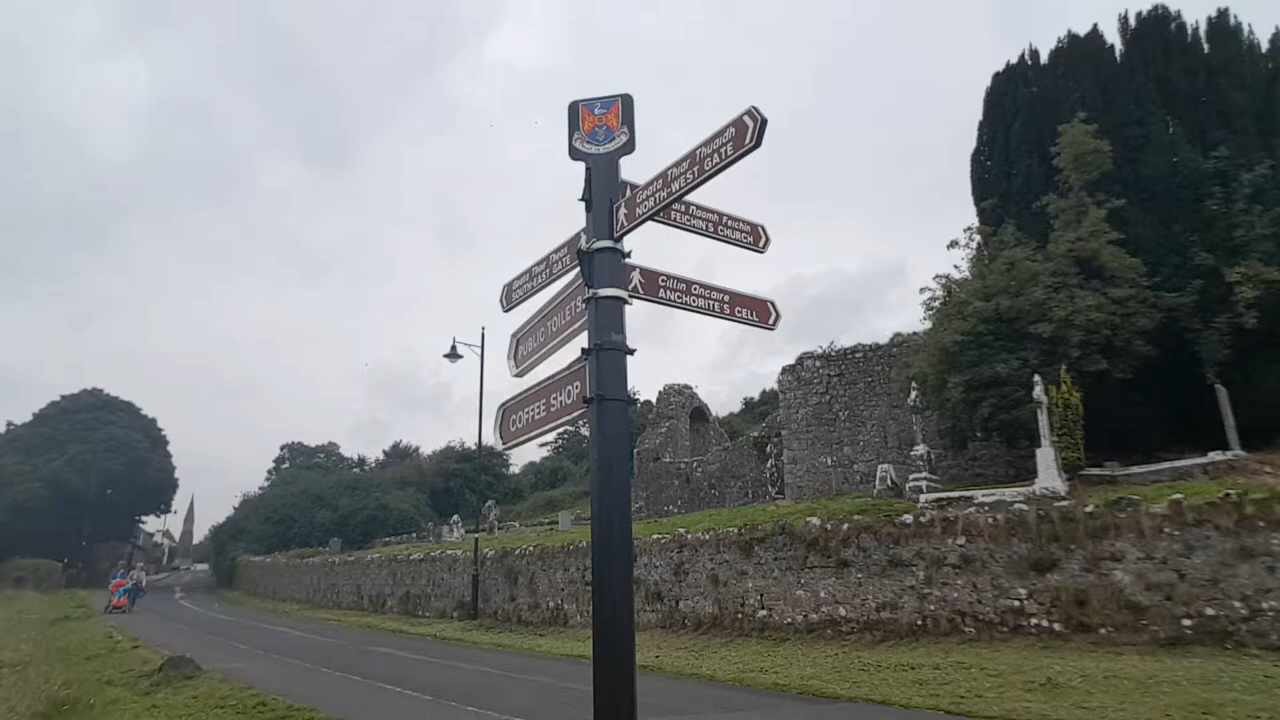 Geata Thiar Thuaidh
NORTH-WEST GATE
Naomh Feichin
FEICHIN'S CHURCH
Geata Thoir Theas
SOUTH-EAST GATE
Cillín Ancaire
ANCHORITE'S CELL
PUBLIC TOILETS
COFFEE SHOP